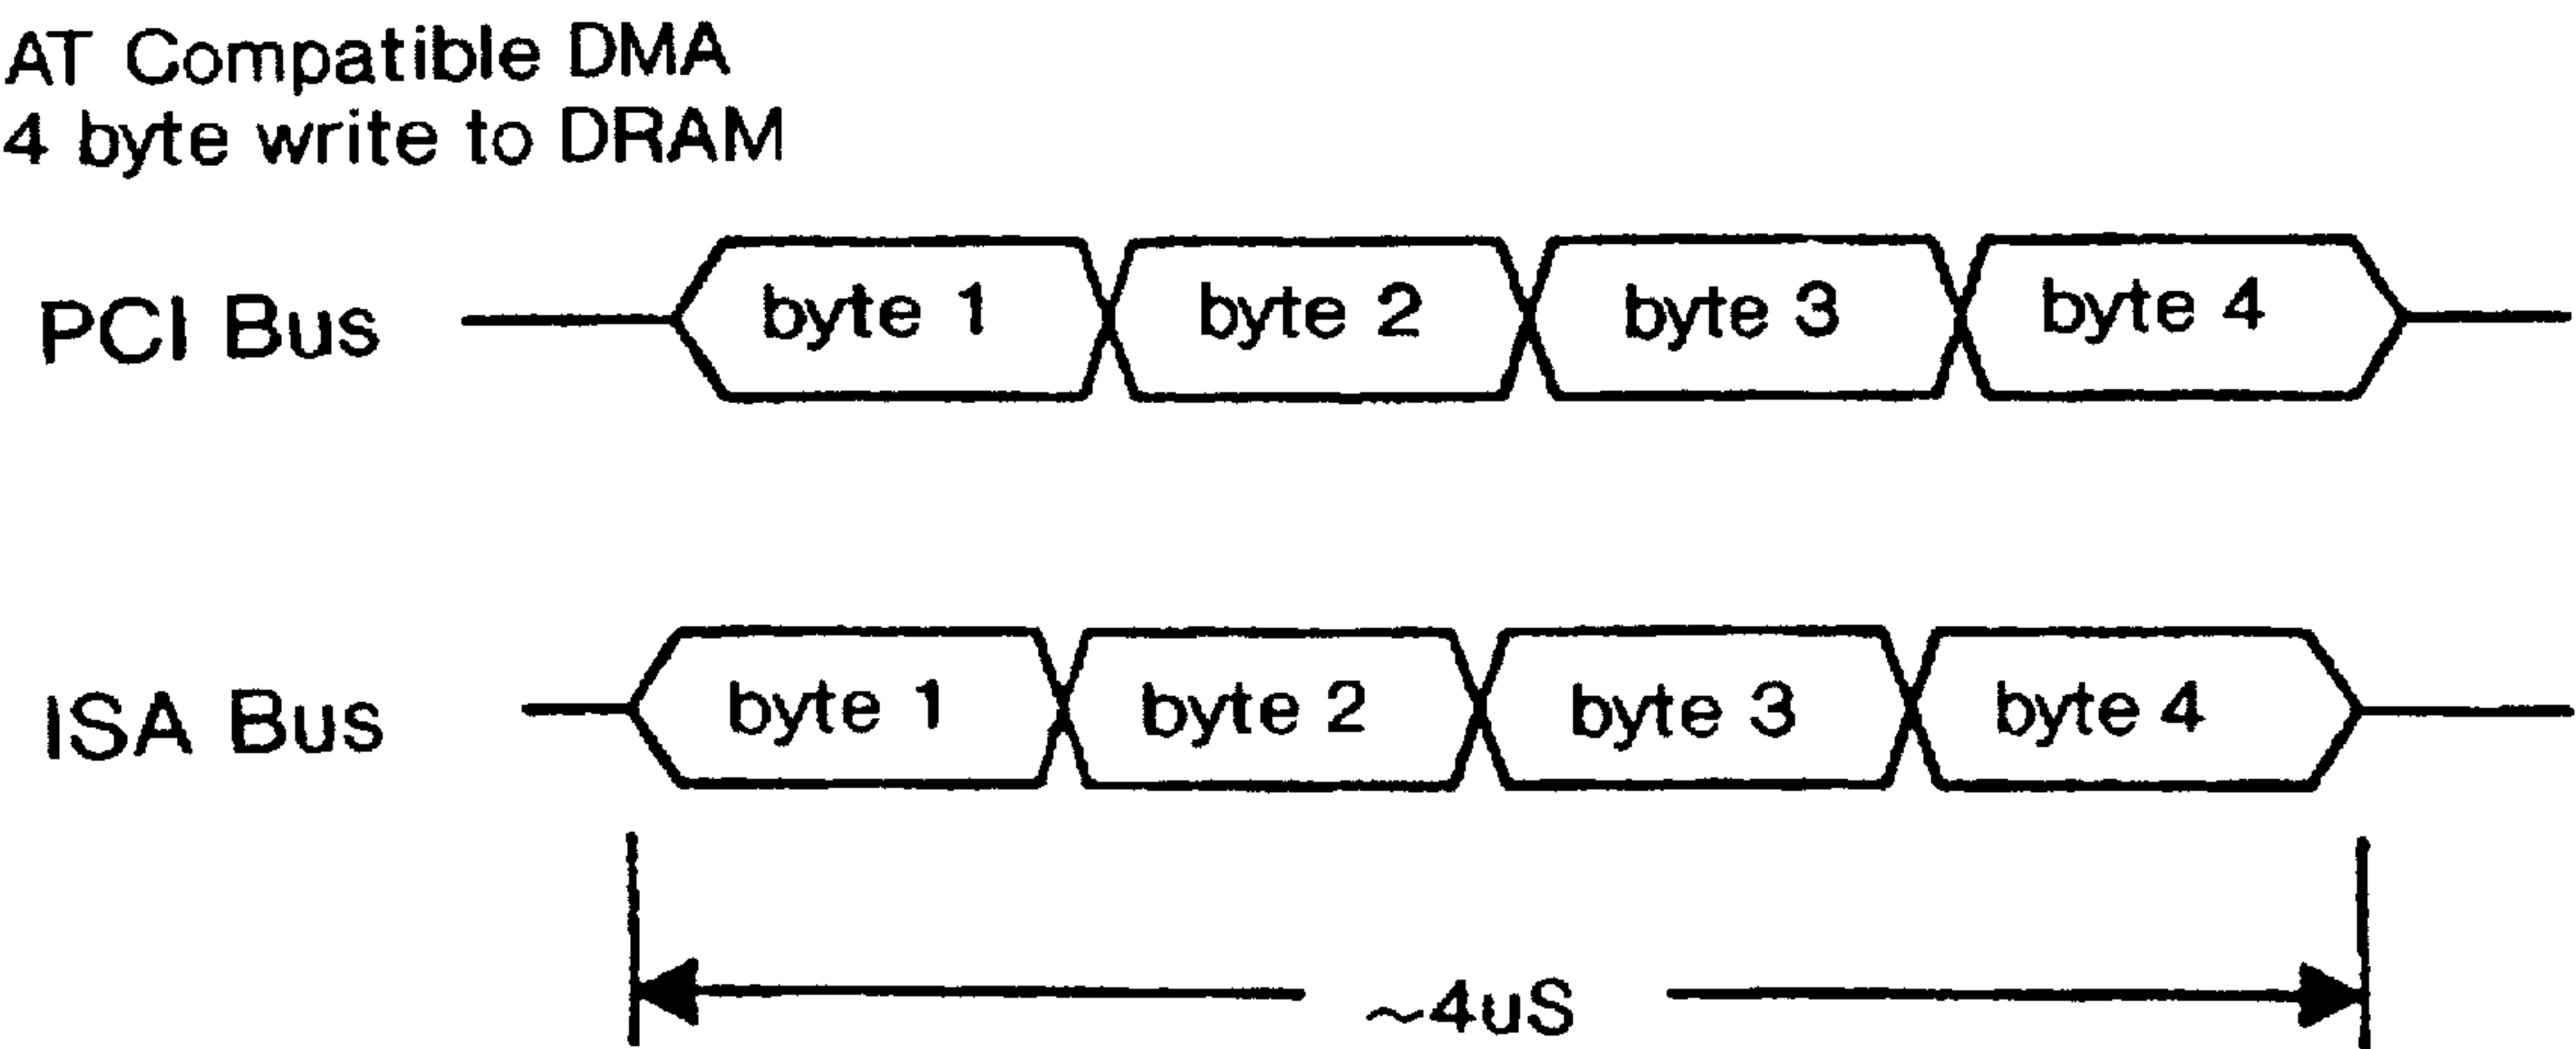 AT Compatible DMA
4 byte write to DRAM
PCI Bus byte 1 byte 2 byte 3 byte 4
ISA Bus byte 1 byte 2 byte 3 byte 4
~4uS